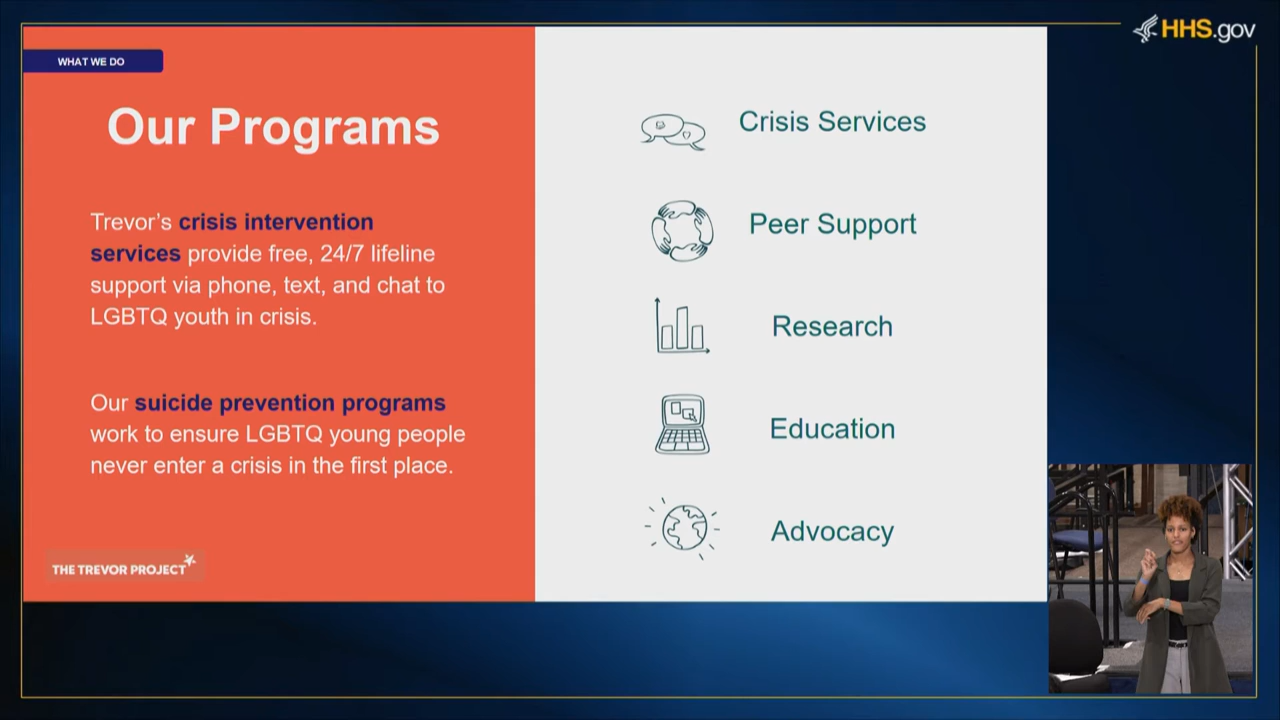 HHS.gov
WHAT WE DO
Our Programs
Trevor's crisis intervention
services provide free, 24/7 lifeline
support via phone, text, and chat to
LGBTQ youth in crisis.
Our suicide prevention programs
work to ensure LGBTQ young people
never enter a crisis in the first place.
THE TREVOR PROJECT
Crisis Services
Peer Support
Research
Education
Advocacy